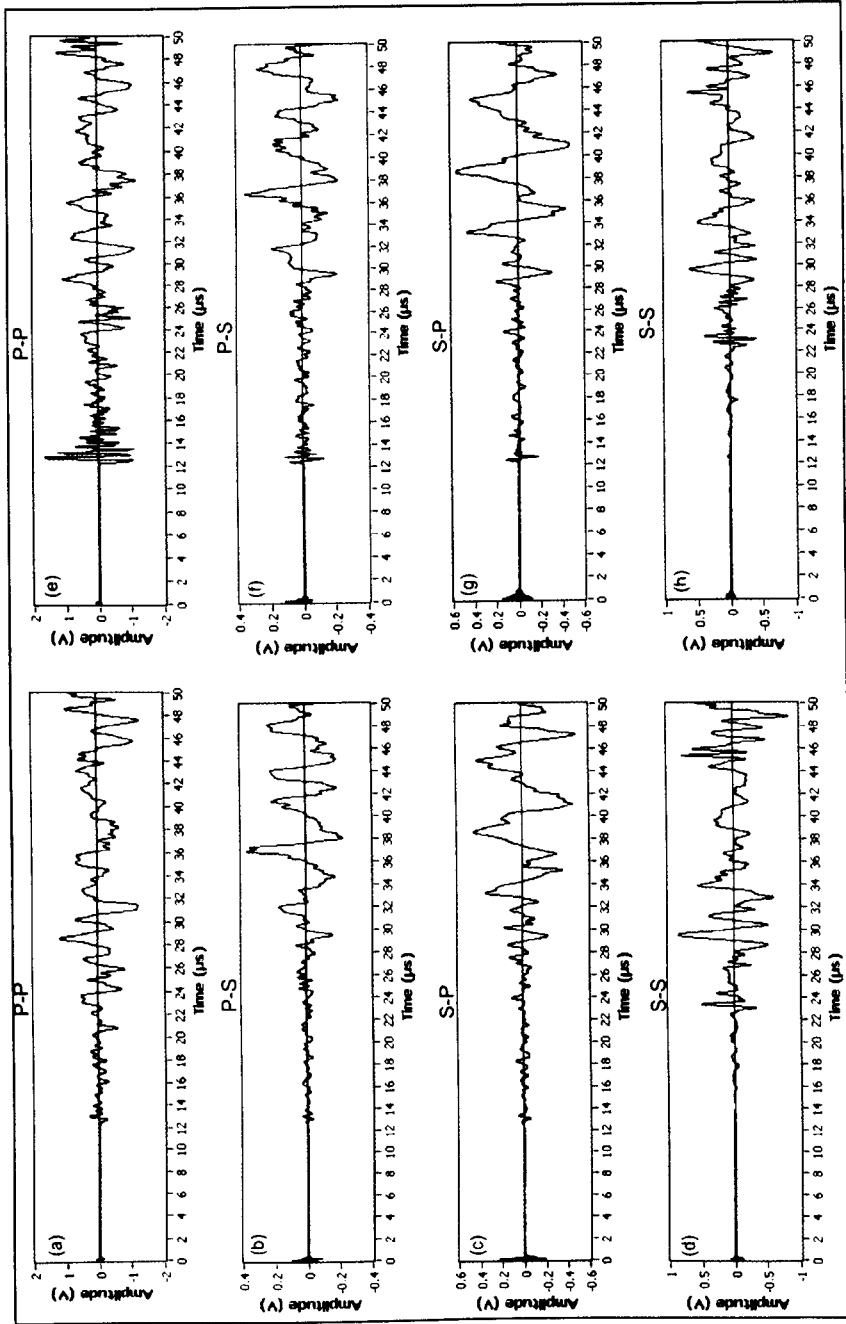 P-P
(a)
Amplitude (V)
2
1
0
-1
-2
0 2 4 6 8 10 12 14 16 18 20 22 24 26 28 30 32 34 36 38 40 42 44 46 48 50
Time (µs)
P-S
(b)
Amplitude (V)
0.4
0.2
0
-0.2
-0.4
0 2 4 6 8 10 12 14 16 18 20 22 24 26 28 30 32 34 36 38 40 42 44 46 48 50
Time (µs)
S-P
(c)
Amplitude (V)
0.6
0.4
0.2
0
-0.2
-0.4
-0.6
0 2 4 6 8 10 12 14 16 18 20 22 24 26 28 30 32 34 36 38 40 42 44 46 48 50
Time (µs)
S-S
(d)
Amplitude (V)
1
0.5
0
-0.5
-1
0 2 4 6 8 10 12 14 16 18 20 22 24 26 28 30 32 34 36 38 40 42 44 46 48 50
Time (µs)
P-P
(e)
Amplitude (V)
2
1
0
-1
-2
0 2 4 6 8 10 12 14 16 18 20 22 24 26 28 30 32 34 36 38 40 42 44 46 48 50
Time (µs)
P-S
(f)
Amplitude (V)
0.4
0.2
0
-0.2
-0.4
0 2 4 6 8 10 12 14 16 18 20 22 24 26 28 30 32 34 36 38 40 42 44 46 48 50
Time (µs)
S-P
(g)
Amplitude (V)
0.6
0.4
0.2
0
-0.2
-0.4
-0.6
0 2 4 6 8 10 12 14 16 18 20 22 24 26 28 30 32 34 36 38 40 42 44 46 48 50
Time (µs)
S-S
(h)
Amplitude (V)
1
0.5
0
-0.5
-1
0 2 4 6 8 10 12 14 16 18 20 22 24 26 28 30 32 34 36 38 40 42 44 46 48 50
Time (µs)